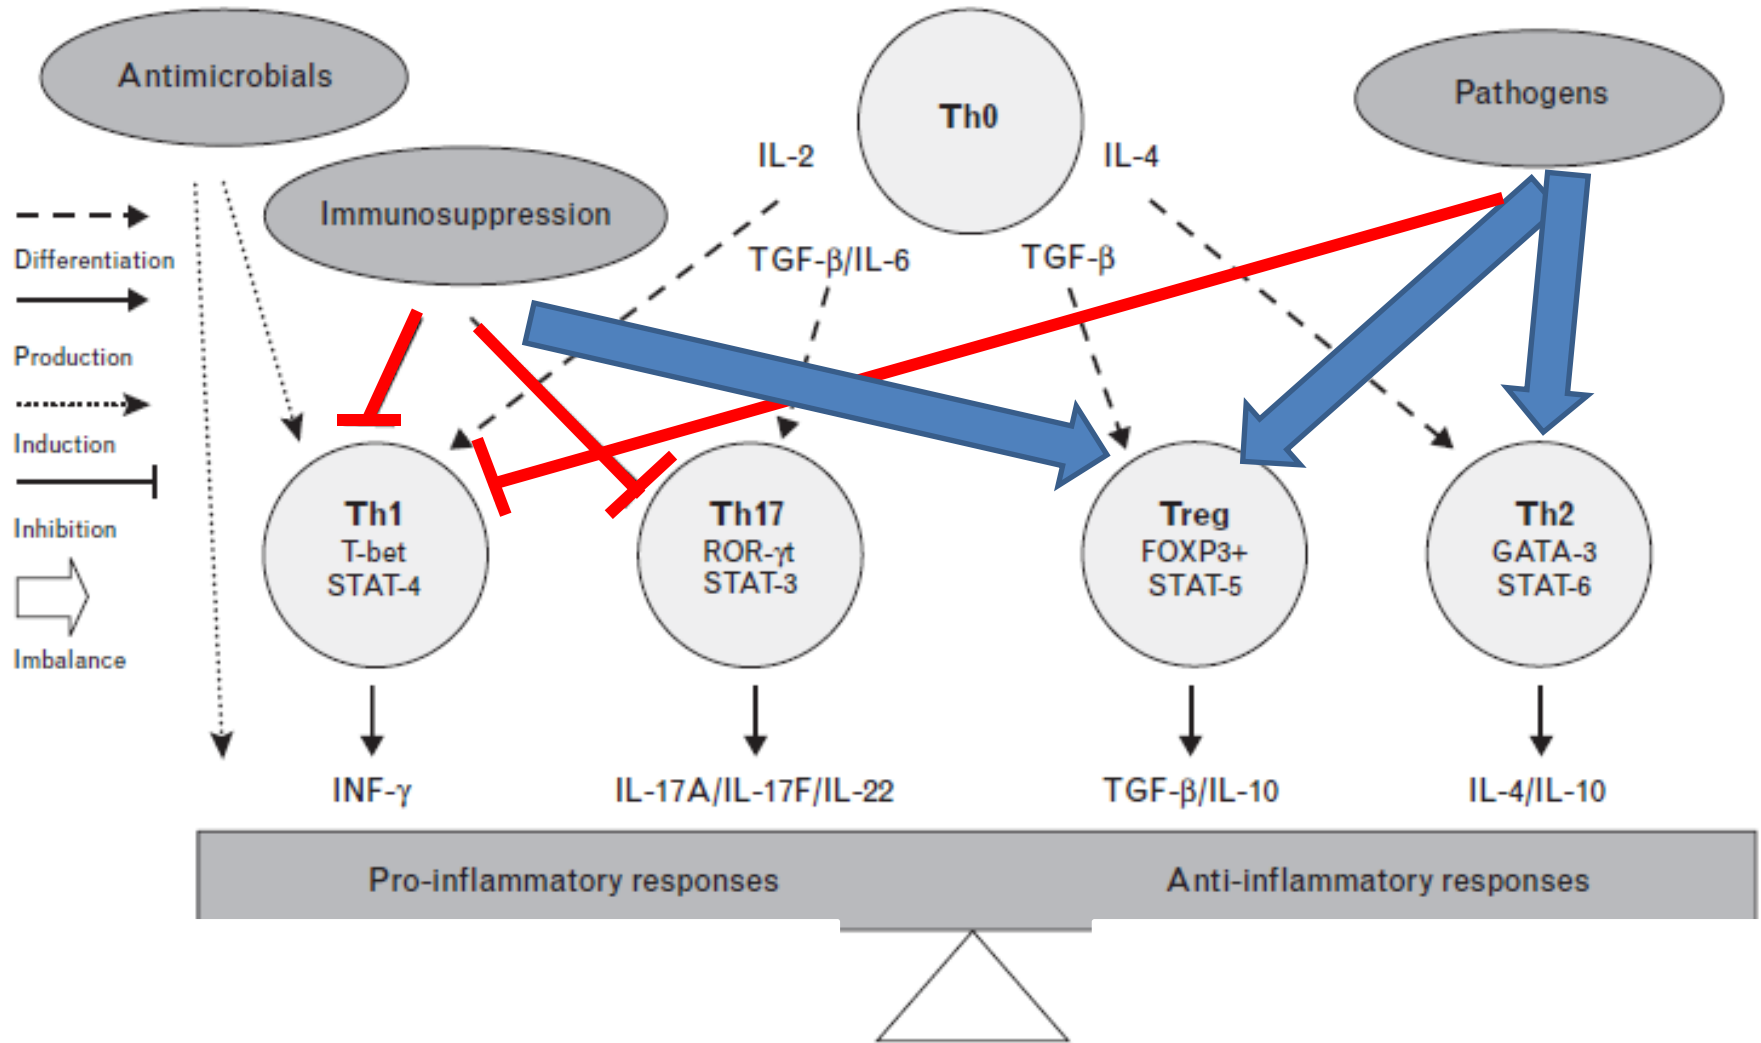 Antimicrobials
Immunosuppression
Th0
Pathogens
IL-2
IL-4
TGF-β/IL-6
TGF-β
Differentiation
Production
Induction
Inhibition
Imbalance
Th1
T-bet
STAT-4
Th17
ROR-γt
STAT-3
Treg
FOXP3+
STAT-5
Th2
GATA-3
STAT-6
INF-γ
IL-17A/IL-17F/IL-22
TGF-β/IL-10
IL-4/IL-10
Pro-inflammatory responses
Anti-inflammatory responses